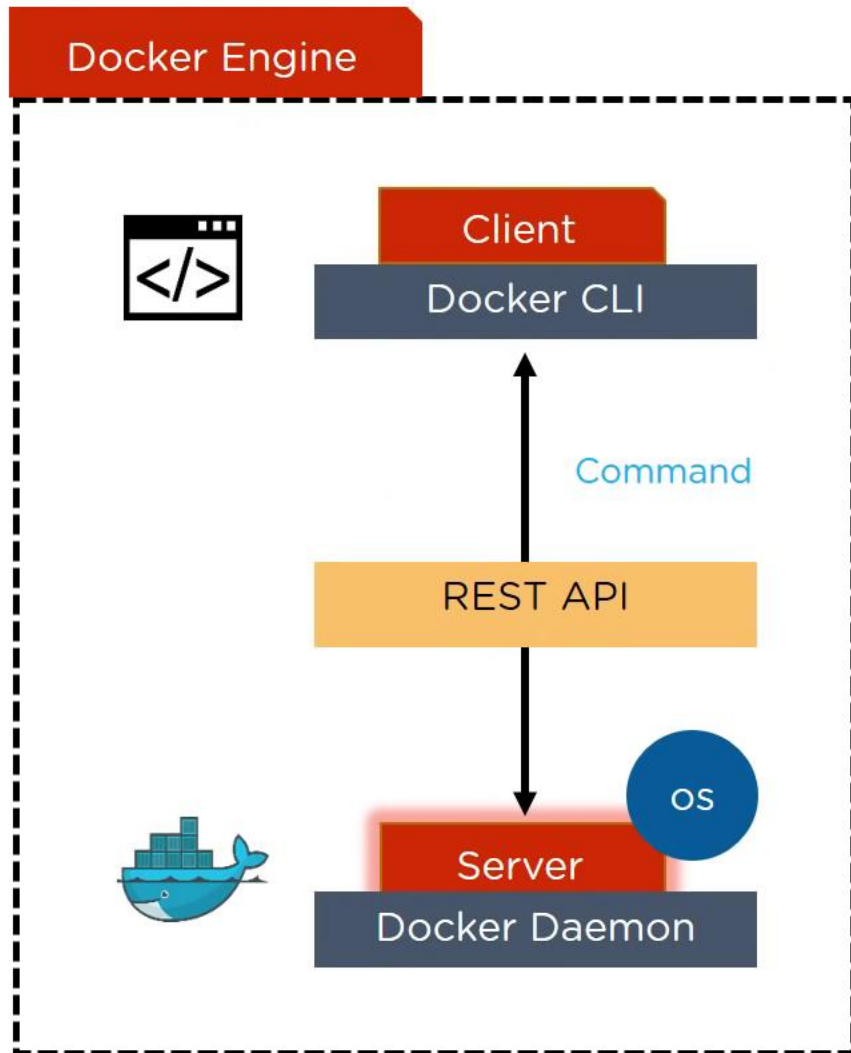 Docker Engine
Client
</>
Docker CLI
Command
REST API
os
Server
Docker Daemon